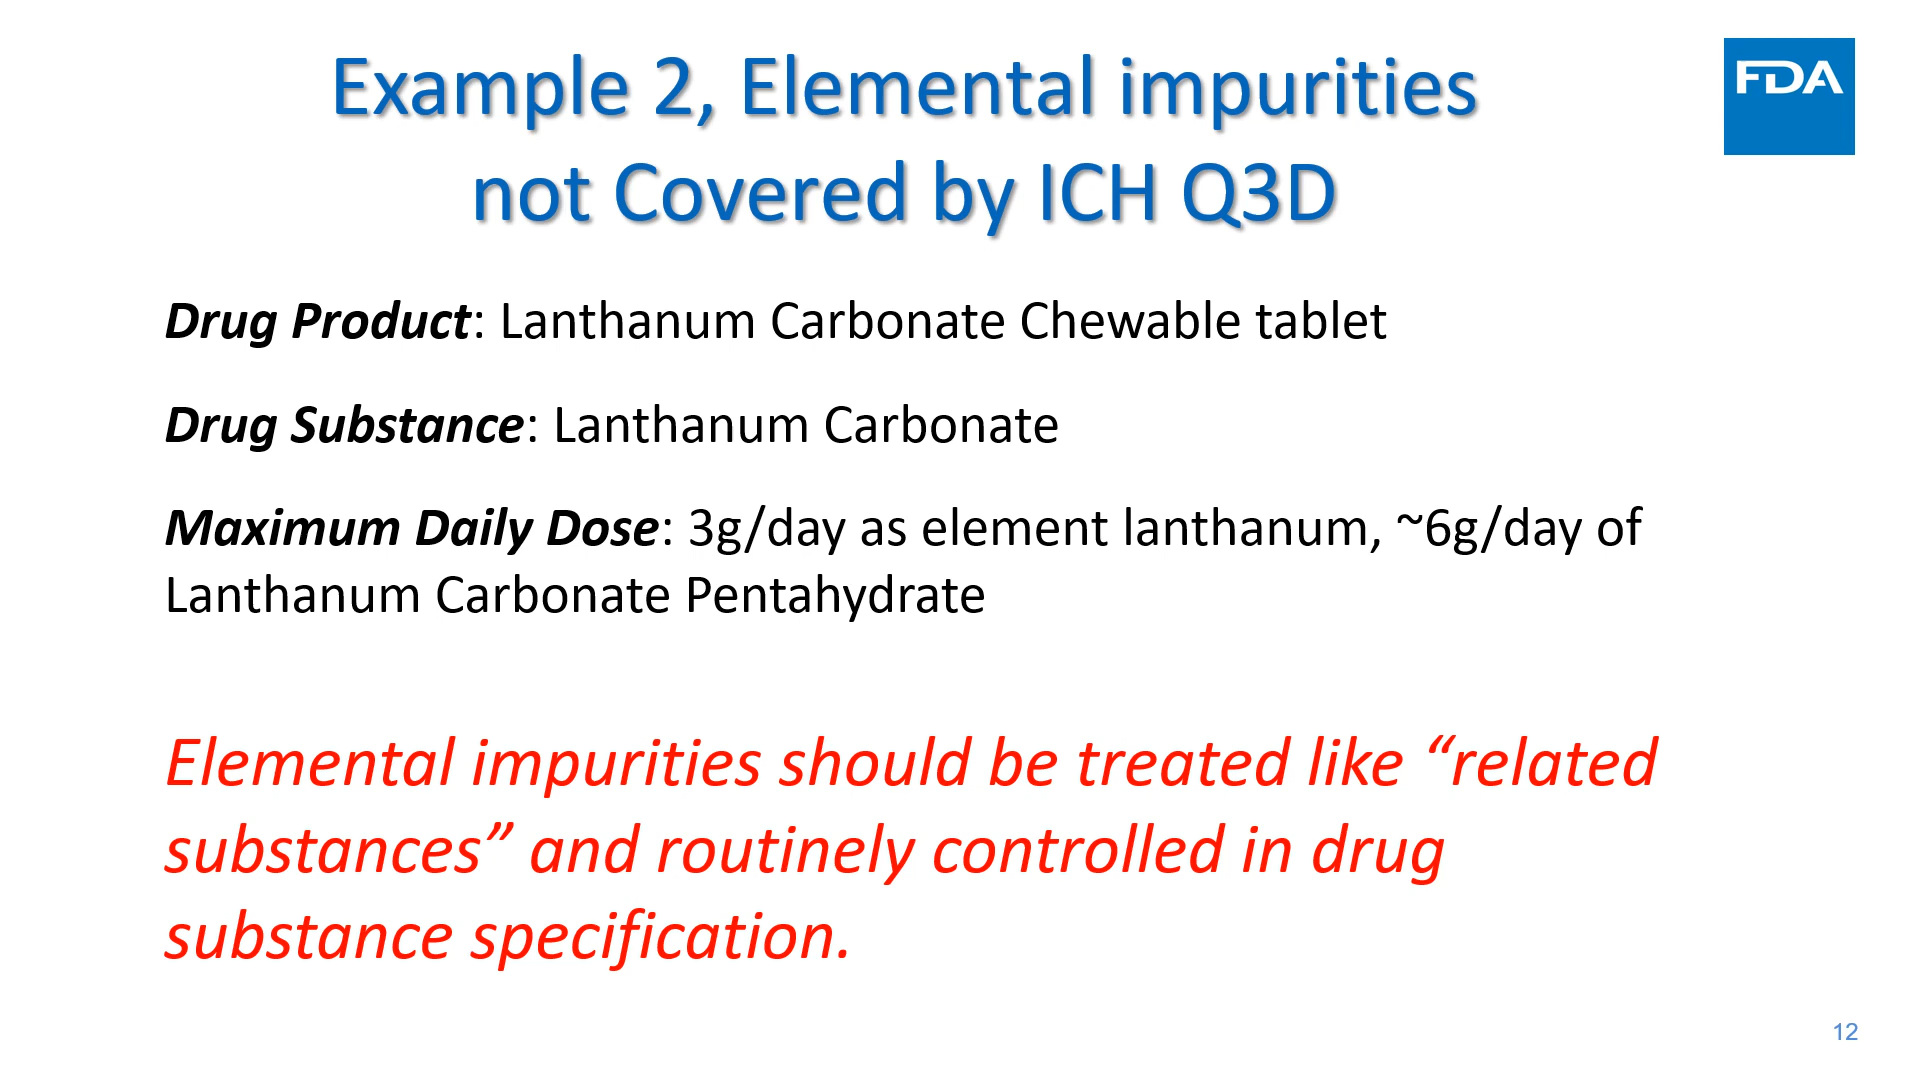 Example 2, Elemental impurities
not Covered by ICH Q3D
FDA
Drug Product: Lanthanum Carbonate Chewable tablet
Drug Substance: Lanthanum Carbonate
Maximum Daily Dose: 3g/day as element lanthanum, ~6g/day of
Lanthanum Carbonate Pentahydrate
Elemental impurities should be treated like “related
substances” and routinely controlled in drug
substance specification.
12